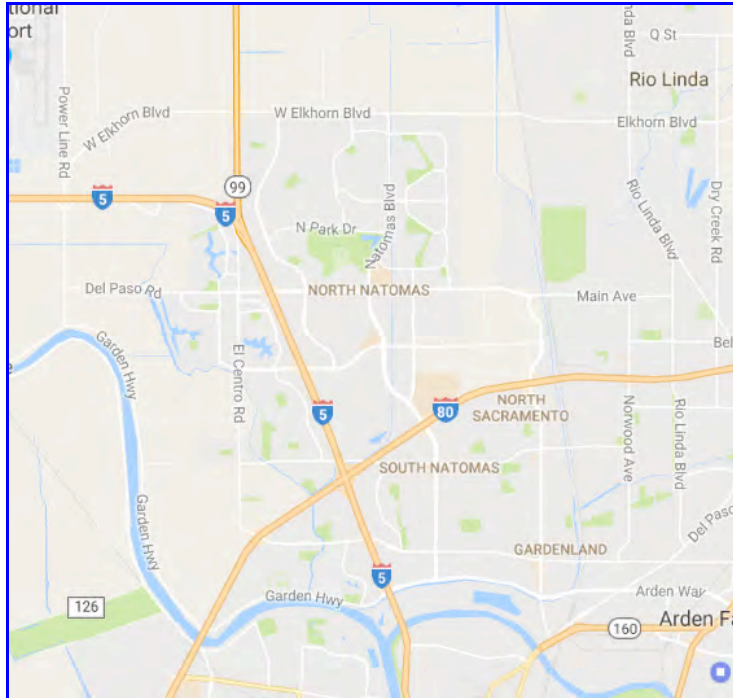 tional
ort
Blvd
Q St
Rio Linda
Power Line Rd
W Elkhorn Blvd
W Elkhorn Blvd
Elkhorn Blvd
99
5
5
Natomas Blvd
N Park Dr
Rio Linda Blvd
Dry Creek Rd
Del Paso Rd
NORTH NATOMAS
Main Ave
Garden Hwy
El Centro Rd
Bel
5
80
NORTH
SACRAMENTO
Norwood Ave
Rio Linda Blvd
SOUTH NATOMAS
Garden Hwy
Del Paso
GARDENLAND
5
126
Garden Hwy
Arden Way
160
Arden Fa